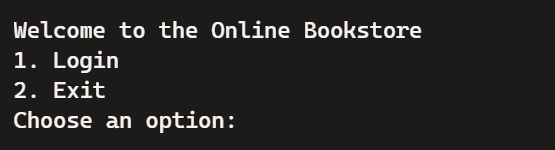 Welcome to the Online Bookstore
1. Login
2. Exit
Choose an option: